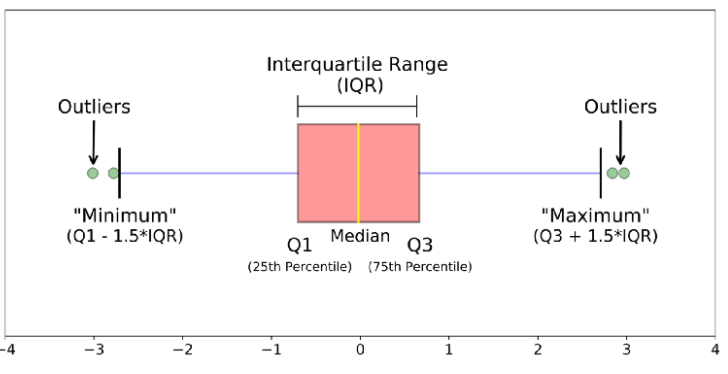 Interquartile Range
(IQR)
Outliers
Outliers
"Minimum"
(Q1 - 1.5*IQR)
"Maximum"
(Q3 + 1.5*IQR)
Q1
Median
Q3
(25th Percentile)
(75th Percentile)
−4
−3
−2
−1
0
1
2
3
4